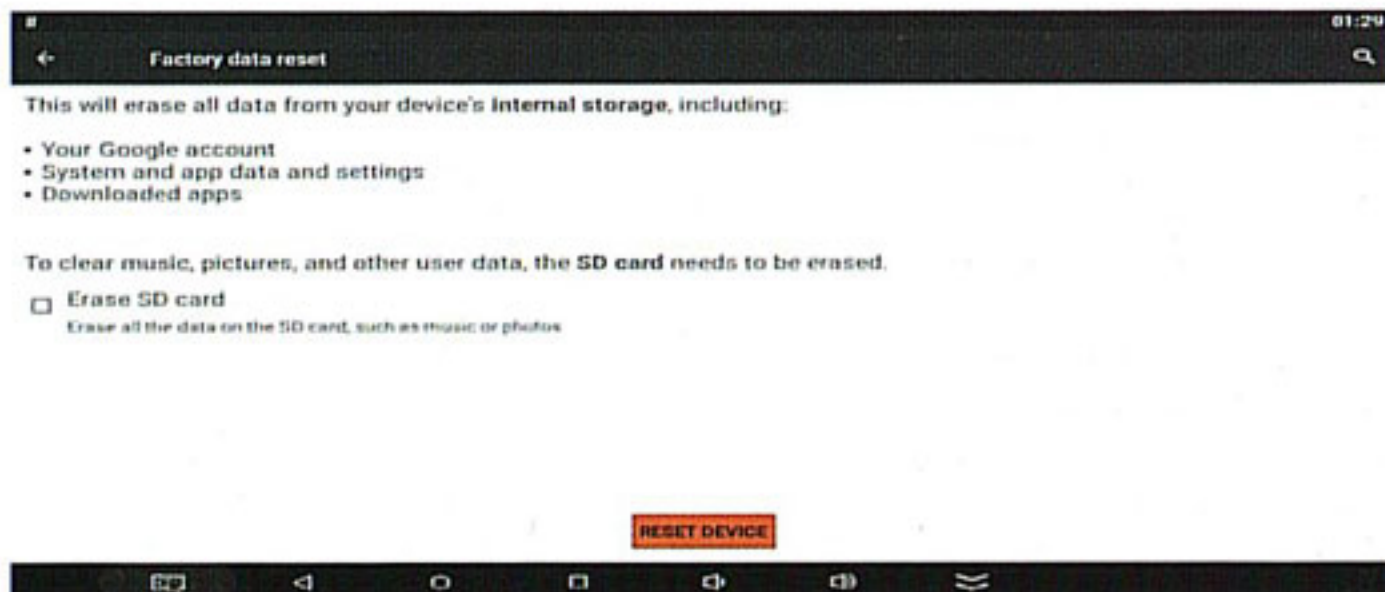 01:29
Factory data reset
This will erase all data from your device's internal storage, including:
• Your Google account
• System and app data and settings
• Downloaded apps
To clear music, pictures, and other user data, the SD card needs to be erased.
Erase SD card
Erase all the data on the SD card, such as music or photos
RESET DEVICE